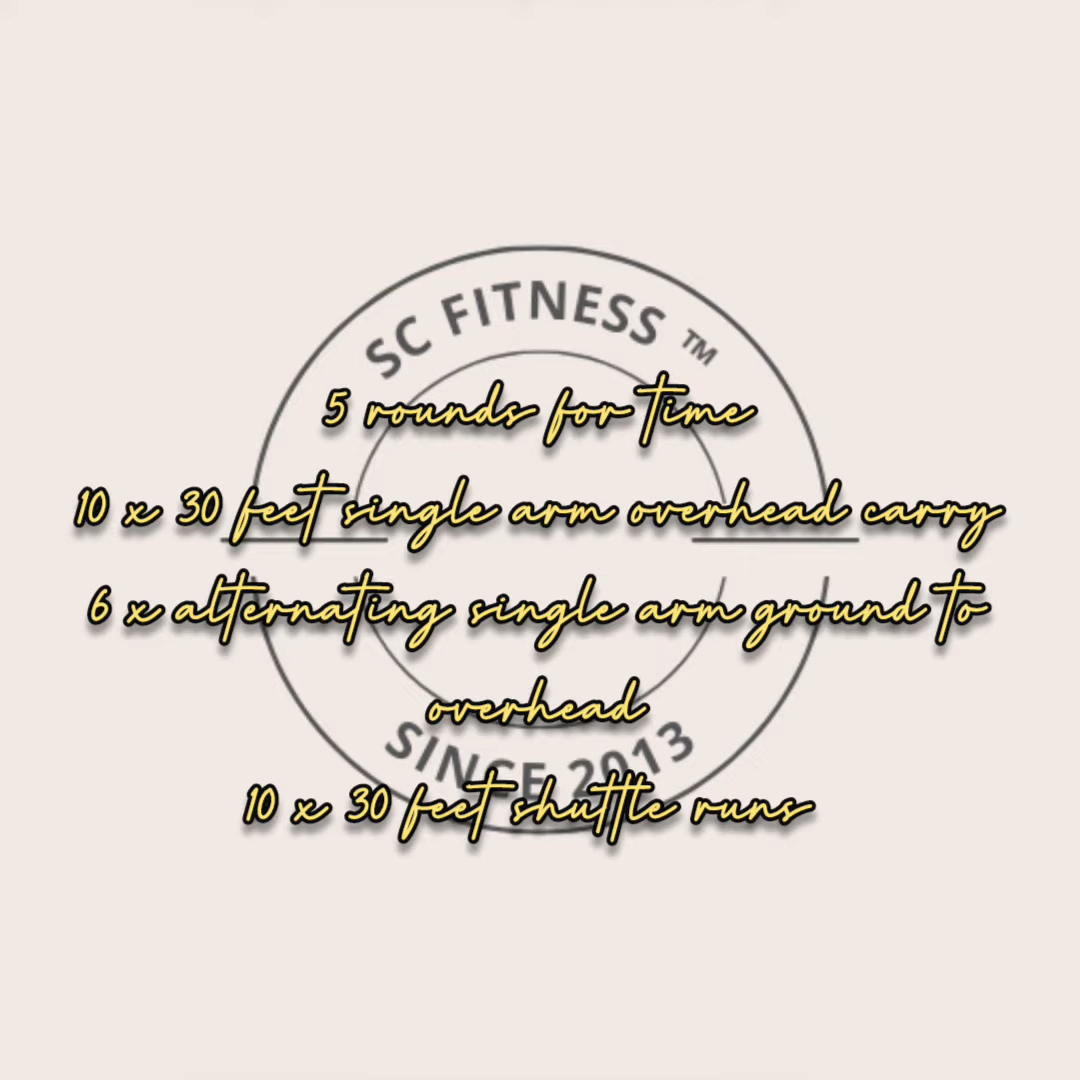 SC FITNESS ™
5 rounds for time
10 x 30 feet single arm overhead carry
6 x alternating single arm ground to
overhead
SINCE 2013
10 x 30 feet shuttle runs